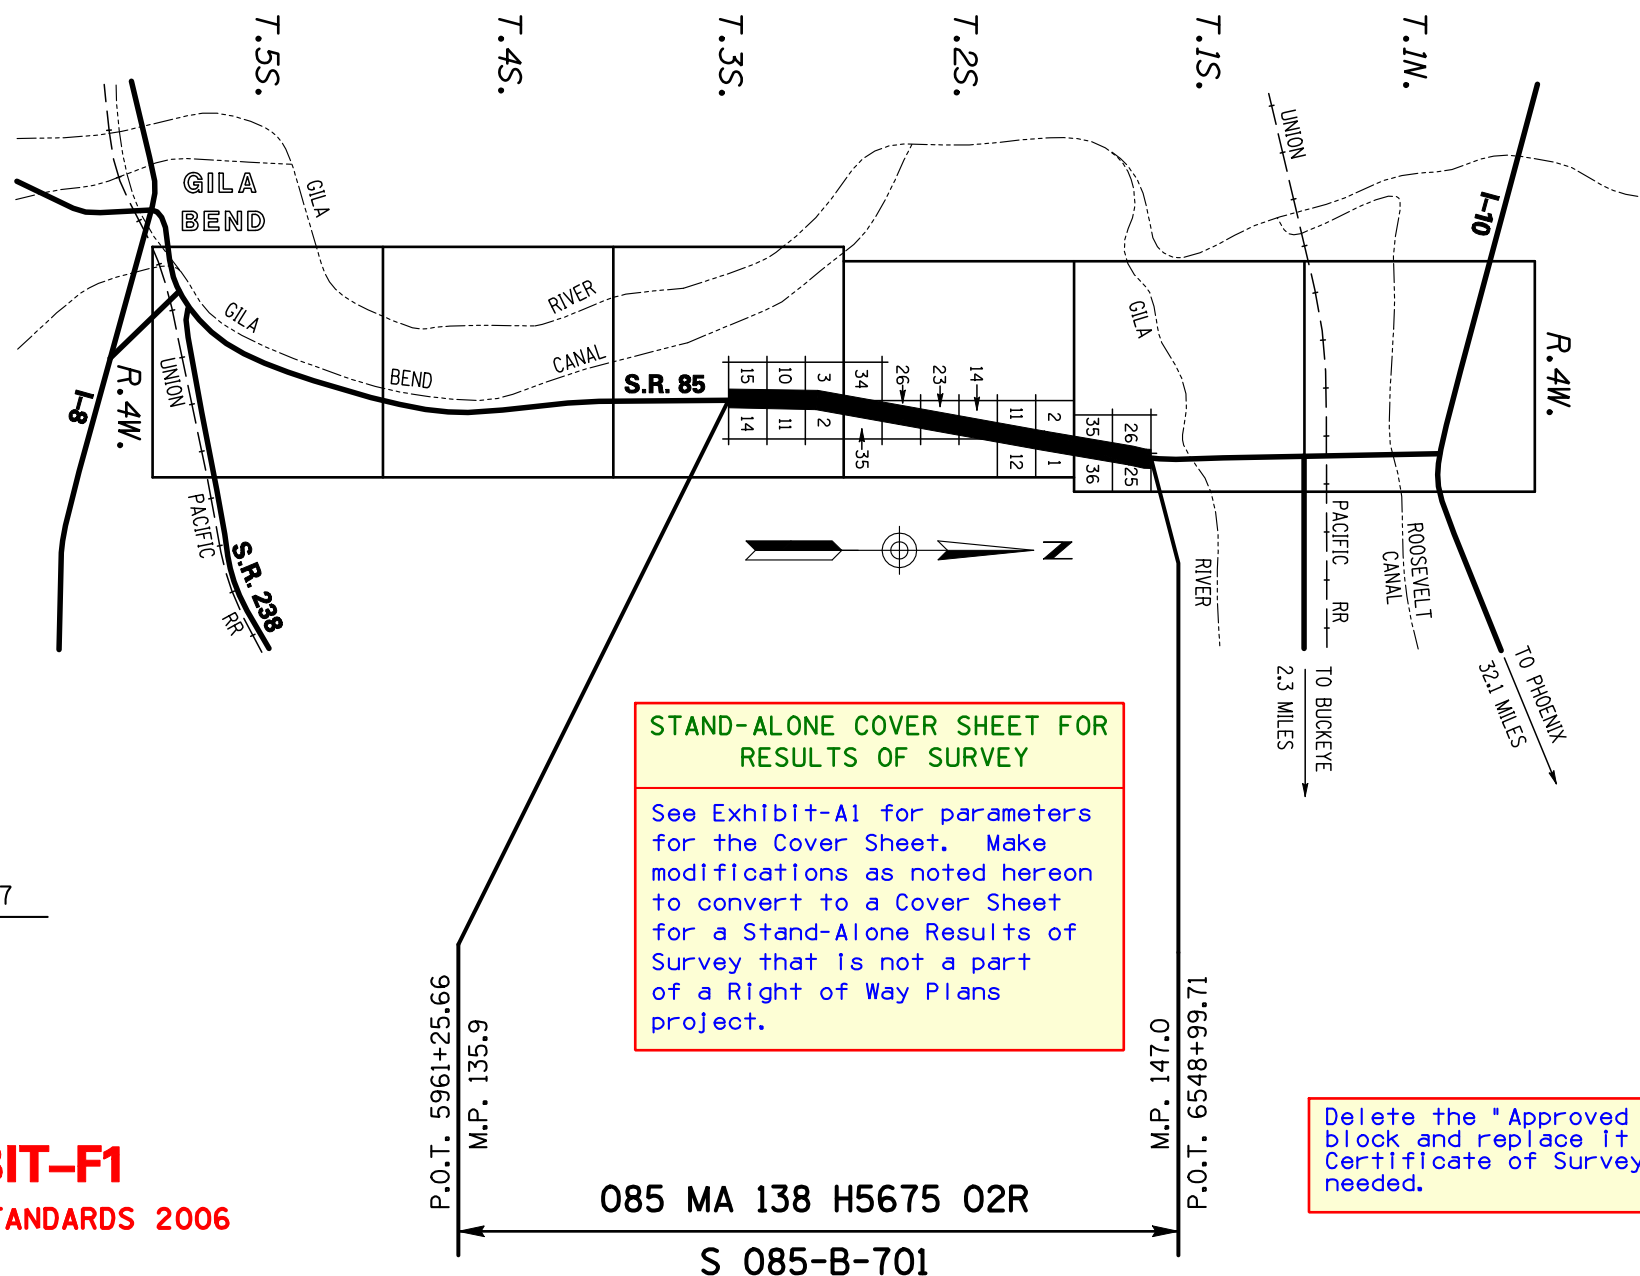 T.5S.
T.4S.
T.3S.
T.2S.
T.1S.
T.1N.
UNION
I-10
GILA
BEND
GILA
RIVER
GILA
BEND
CANAL
GILA
RIVER
S.R. 85
15
10
3
34
26
23
14
14
11
2
35
11
2
12
1
35
26
36
25
R.4W.
R.4W.
I-8
UNION
PACIFIC
RR
S.R. 238
N
PACIFIC RR
ROOSEVELT
CANAL
TO BUCKEYE
2.3 MILES
TO PHOENIX
32.1 MILES
STAND-ALONE COVER SHEET FOR
RESULTS OF SURVEY
See Exhibit-A1 for parameters
for the Cover Sheet. Make
modifications as noted hereon
to convert to a Cover Sheet
for a Stand-Alone Results of
Survey that is not a part
of a Right of Way Plans
project.
7
P.O.T. 5961+25.66
M.P. 135.9
M.P. 147.0
P.O.T. 6548+99.71
Delete the "Approved
block and replace it
Certificate of Survey
needed.
BIT-F1
TANDARDS 2006
085 MA 138 H5675 02R
S 085-B-701